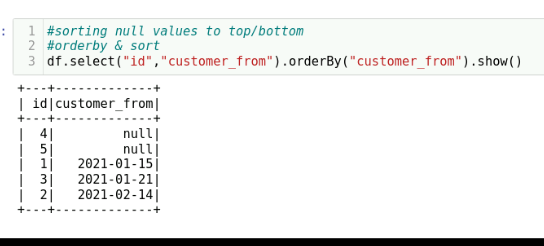 : 1 #sorting null values to top/bottom
2 #orderby & sort
3 df.select("id","customer_from").orderBy("customer_from").show()
+---+-------------+
| id|customer_from|
+---+-------------+
|  4|         null|
|  5|         null|
|  1|   2021-01-15|
|  3|   2021-01-21|
|  2|   2021-02-14|
+---+-------------+